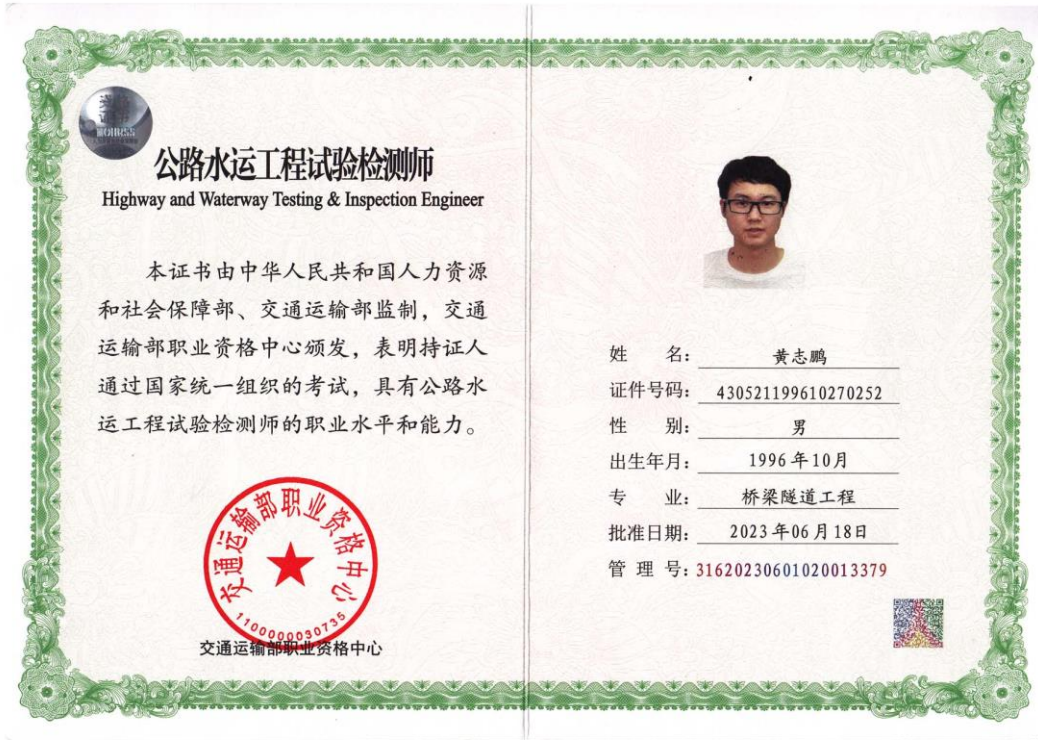 公路水运工程试验检测师
Highway and Waterway Testing & Inspection Engineer
本证书由中华人民共和国人力资源
和社会保障部、交通运输部监制，交通
运输部职业资格中心颁发，表明持证人
通过国家统一组织的考试，具有公路水
运工程试验检测师的职业水平和能力。
交通运输部职业资格中心
1100000030735
交通运输部职业资格中心
姓 名： 黄志鹏
证件号码： 430521199610270252
性 别： 男
出生年月： 1996年10月
专 业： 桥梁隧道工程
批准日期： 2023年06月18日
管 理 号： 31620230601020013379